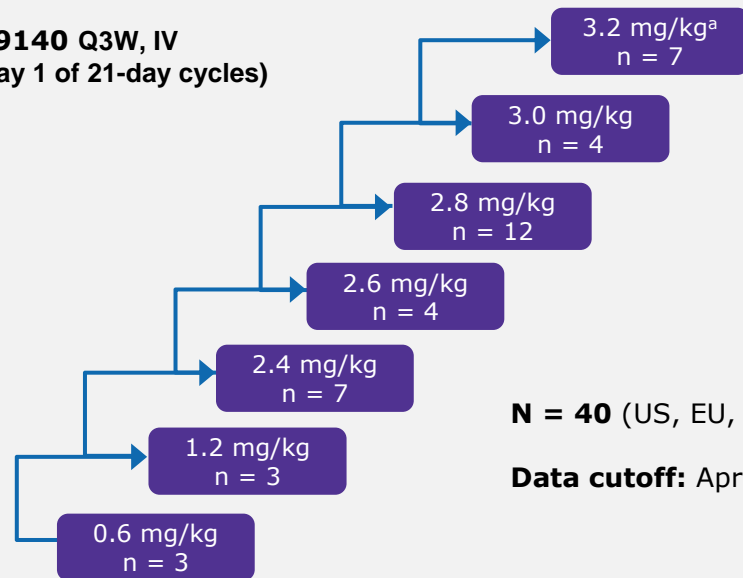 9140 Q3W, IV
ay 1 of 21-day cycles)
3.2 mg/kgᵃ
n = 7
3.0 mg/kg
n = 4
2.8 mg/kg
n = 12
2.6 mg/kg
n = 4
2.4 mg/kg
n = 7
1.2 mg/kg
n = 3
0.6 mg/kg
n = 3
N = 40 (US, EU,
Data cutoff: Apr